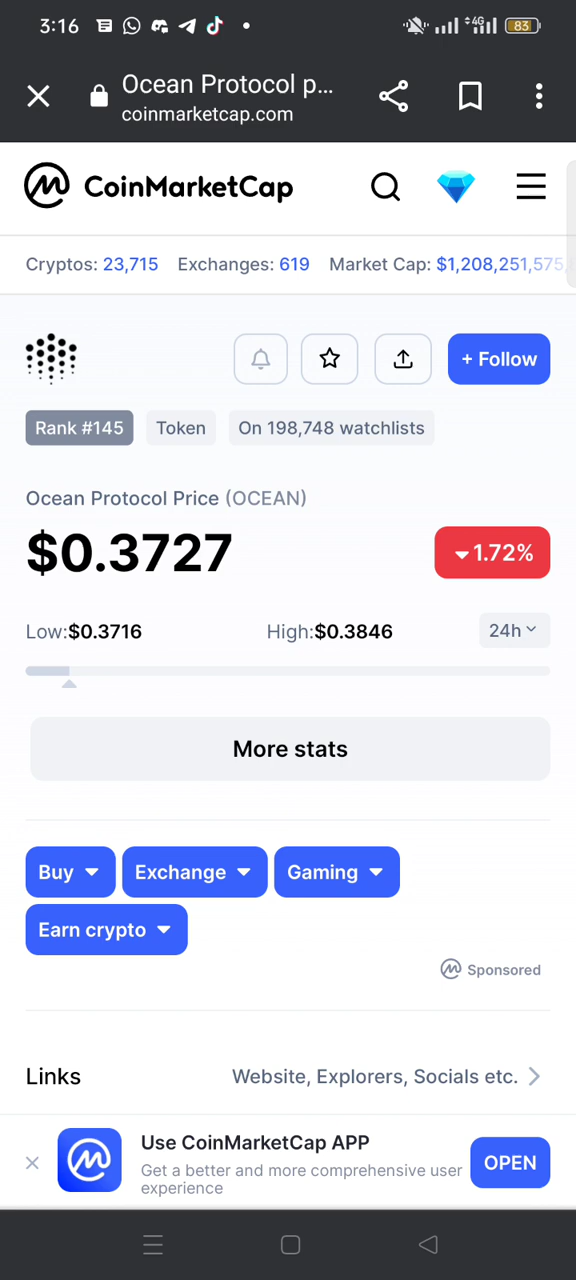 3:16 4G 83
Ocean Protocol p...
coinmarketcap.com
CoinMarketCap
Cryptos: 23,715 Exchanges: 619 Market Cap: $1,208,251,575,
+ Follow
Rank #145 Token On 198,748 watchlists
Ocean Protocol Price (OCEAN)
$0.3727 1.72%
Low:$0.3716 High:$0.3846 24h
More stats
Buy Exchange Gaming
Earn crypto
Sponsored
Links Website, Explorers, Socials etc.
Use CoinMarketCap APP
Get a better and more comprehensive user
experience
OPEN